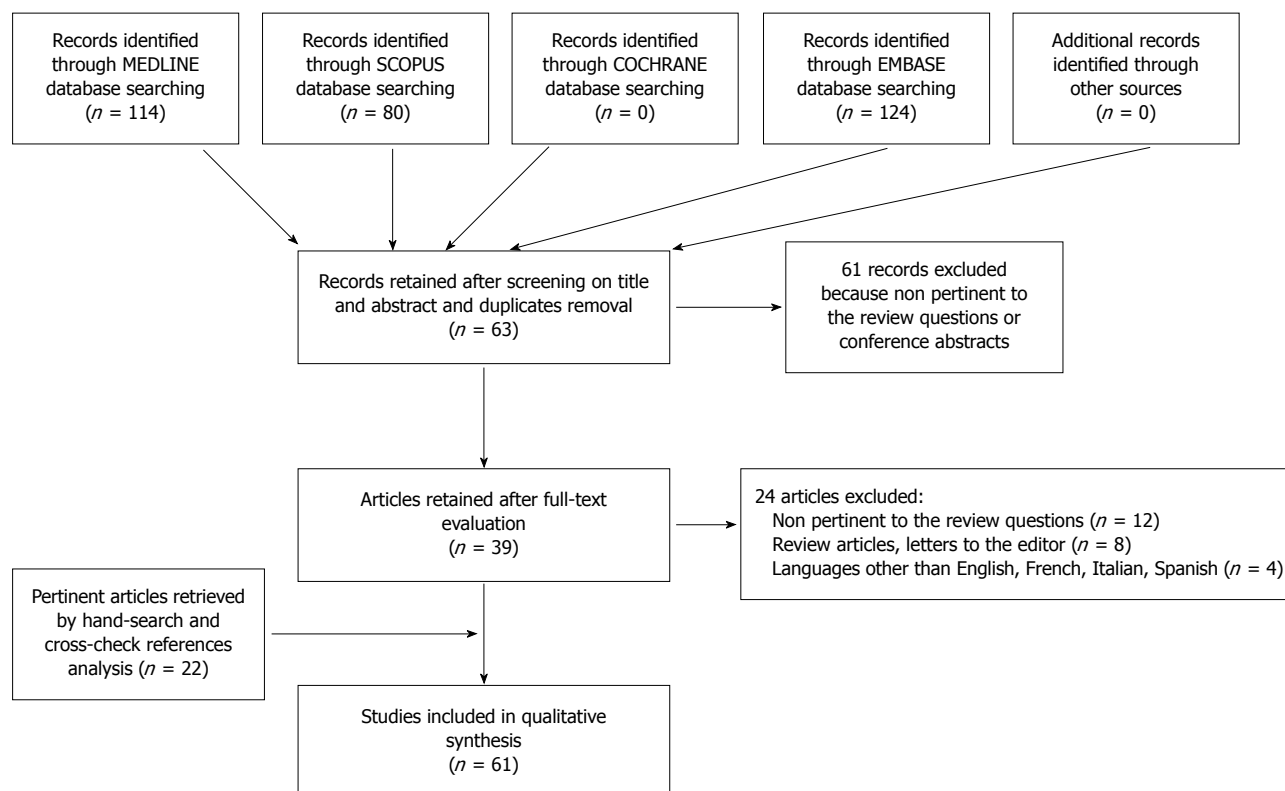 Records identified
through MEDLINE
database searching
(n = 114)
Records identified
through SCOPUS
database searching
(n = 80)
Records identified
through COCHRANE
database searching
(n = 0)
Records identified
through EMBASE
database searching
(n = 124)
Additional records
identified through
other sources
(n = 0)
Records retained after screening on title
and abstract and duplicates removal
(n = 63)
61 records excluded
because non pertinent to
the review questions or
conference abstracts
Articles retained after full-text
evaluation
(n = 39)
24 articles excluded:
Non pertinent to the review questions (n = 12)
Review articles, letters to the editor (n = 8)
Languages other than English, French, Italian, Spanish (n = 4)
Pertinent articles retrieved
by hand-search and
cross-check references
analysis (n = 22)
Studies included in qualitative
synthesis
(n = 61)